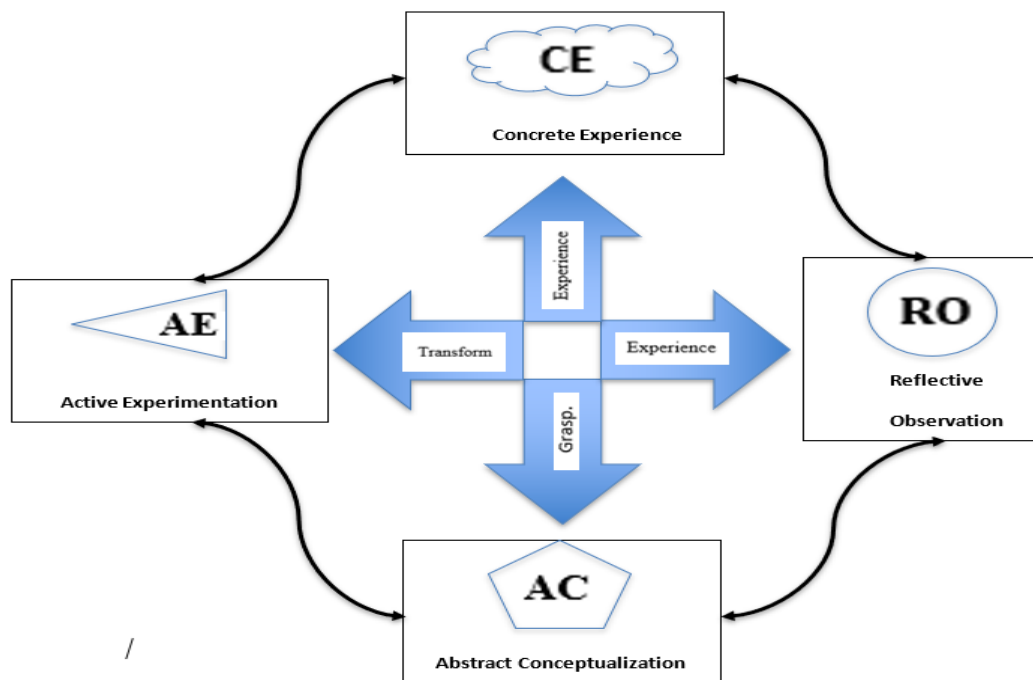 CE
Concrete Experience
Experience
AE
Active Experimentation
Transform
Experience
RO
Reflective
Observation
Grasp.
AC
Abstract Conceptualization
/